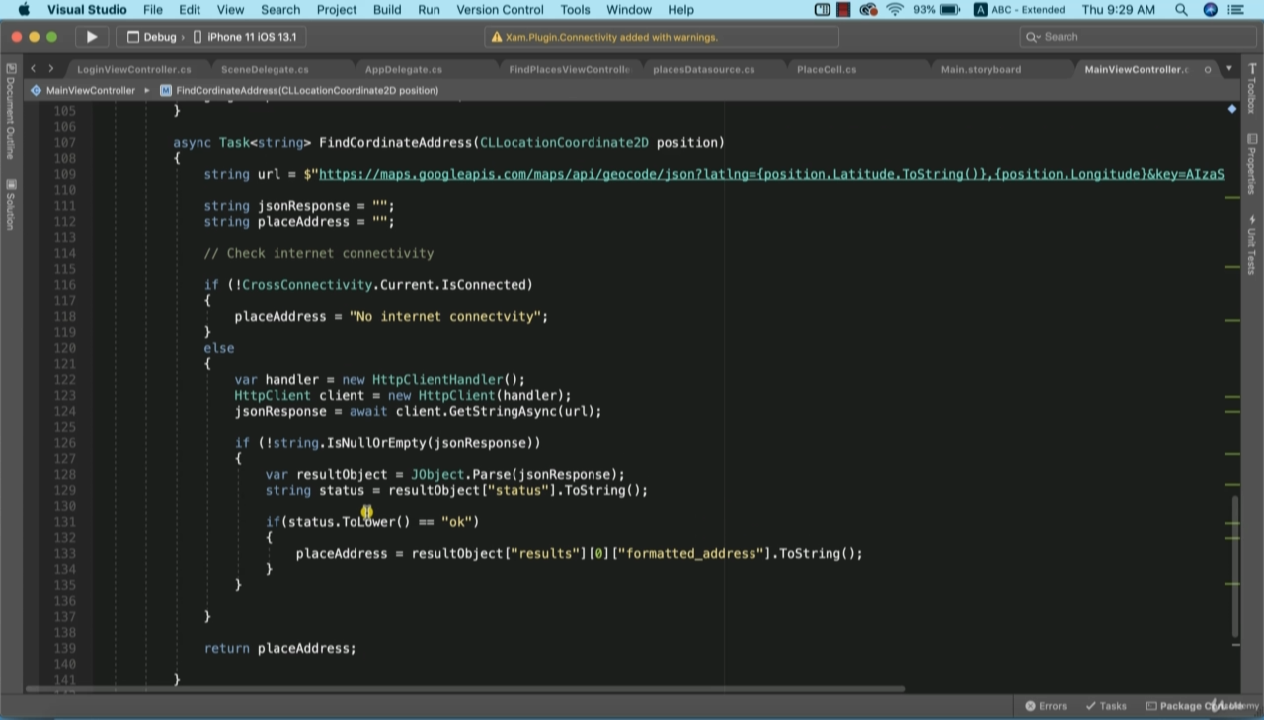 Visual Studio File Edit View Search Project Build Run Version Control Tools Window Help 93% A ABC - Extended Thu 9:29 AM
Debug › iPhone 11 iOS 13.1 Xam.Plugin.Connectivity added with warnings. Search
LoginViewController.cs SceneDelegate.cs AppDelegate.cs FindPlacesViewControlle placesDatasource.cs PlaceCell.cs Main.storyboard MainViewController.c
MainViewController ▸ M FindCordinateAddress(CLLocationCoordinate2D position)
Document Outline
Solution
Toolbox
Properties
Unit Tests
105 }
106
107 async Task<string> FindCordinateAddress(CLLocationCoordinate2D position)
108 {
109 string url = $"https://maps.googleapis.com/maps/api/geocode/json?latlng={position.Latitude.ToString()},{position.Longitude}&key=AIzaS
110
111 string jsonResponse = "";
112 string placeAddress = "";
113
114 // Check internet connectivity
115
116 if (!CrossConnectivity.Current.IsConnected)
117 {
118 placeAddress = "No internet connectvity";
119 }
120 else
121 {
122 var handler = new HttpClientHandler();
123 HttpClient client = new HttpClient(handler);
124 jsonResponse = await client.GetStringAsync(url);
125
126 if (!string.IsNullOrEmpty(jsonResponse))
127 {
128 var resultObject = JObject.Parse(jsonResponse);
129 string status = resultObject["status"].ToString();
130
131 if(status.ToLower() == "ok")
132 {
133 placeAddress = resultObject["results"][0]["formatted_address"].ToString();
134 }
135 }
136
137 }
138
139 return placeAddress;
140
141 }
Errors Tasks Package